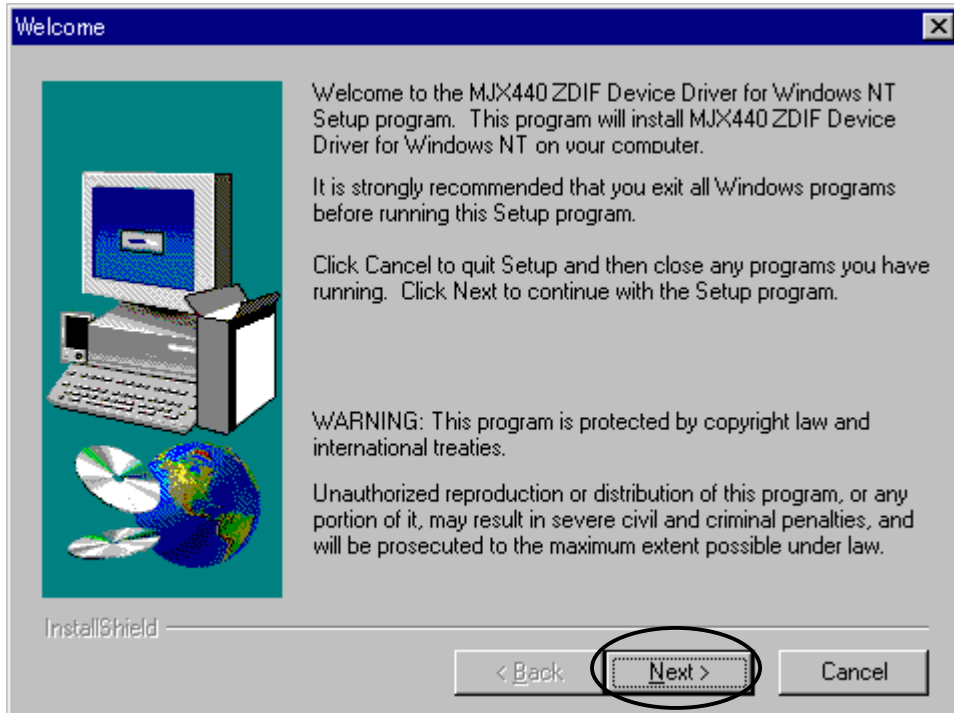 Welcome
Welcome to the MJX440 ZDIF Device Driver for Windows NT
Setup program.  This program will install MJX440 ZDIF Device
Driver for Windows NT on your computer.
It is strongly recommended that you exit all Windows programs
before running this Setup program.
Click Cancel to quit Setup and then close any programs you have
running.  Click Next to continue with the Setup program.
WARNING: This program is protected by copyright law and
international treaties.
Unauthorized reproduction or distribution of this program, or any
portion of it, may result in severe civil and criminal penalties, and
will be prosecuted to the maximum extent possible under law.
InstallShield
< Back Next > Cancel